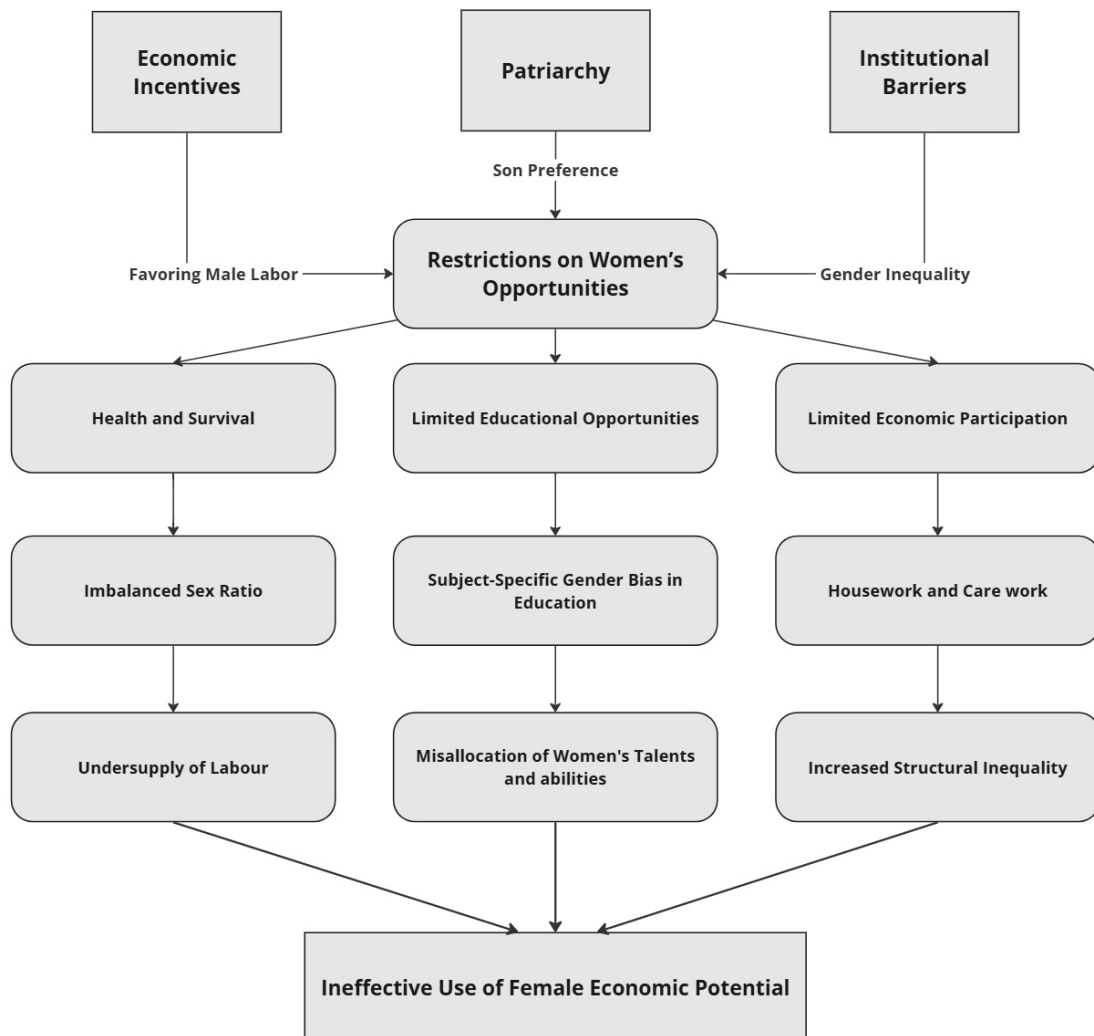 Economic
Incentives
Patriarchy
Institutional
Barriers
Son Preference
Favoring Male Labor
Restrictions on Women’s
Opportunities
Gender Inequality
Health and Survival
Limited Educational Opportunities
Limited Economic Participation
Imbalanced Sex Ratio
Subject-Specific Gender Bias in
Education
Housework and Care work
Undersupply of Labour
Misallocation of Women's Talents
and abilities
Increased Structural Inequality
Ineffective Use of Female Economic Potential